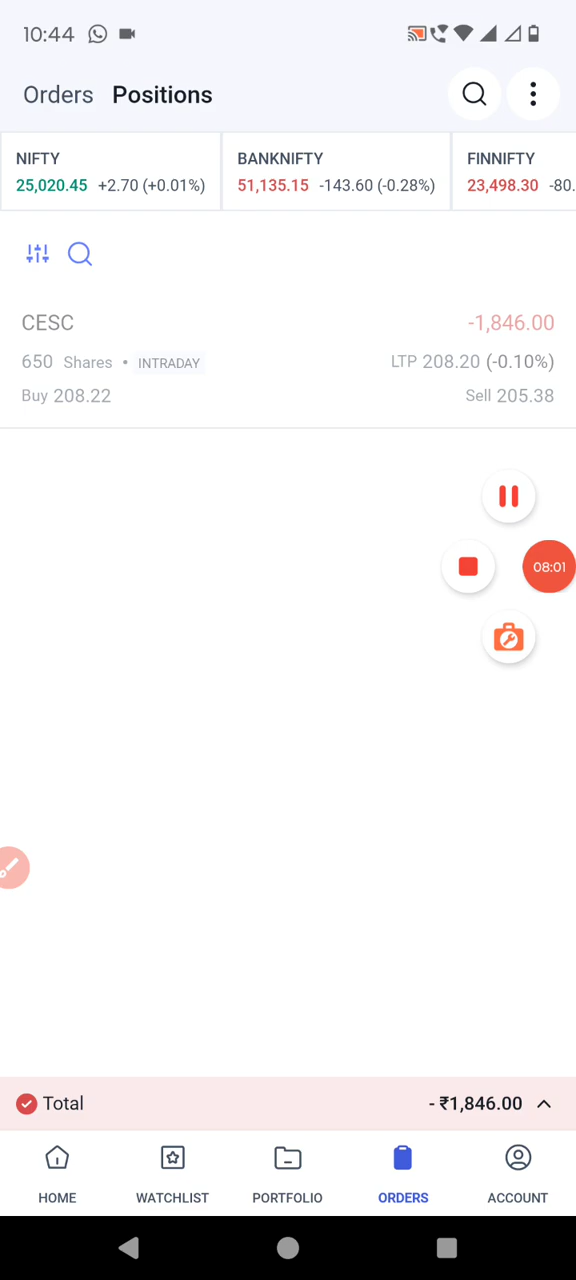 10:44
Orders Positions
NIFTY BANKNIFTY FINNIFTY
25,020.45 +2.70 (+0.01%) 51,135.15 -143.60 (-0.28%) 23,498.30 -80.
CESC -1,846.00
650 Shares • INTRADAY LTP 208.20 (-0.10%)
Buy 208.22 Sell 205.38
08:01
Total - ₹1,846.00
HOME WATCHLIST PORTFOLIO ORDERS ACCOUNT